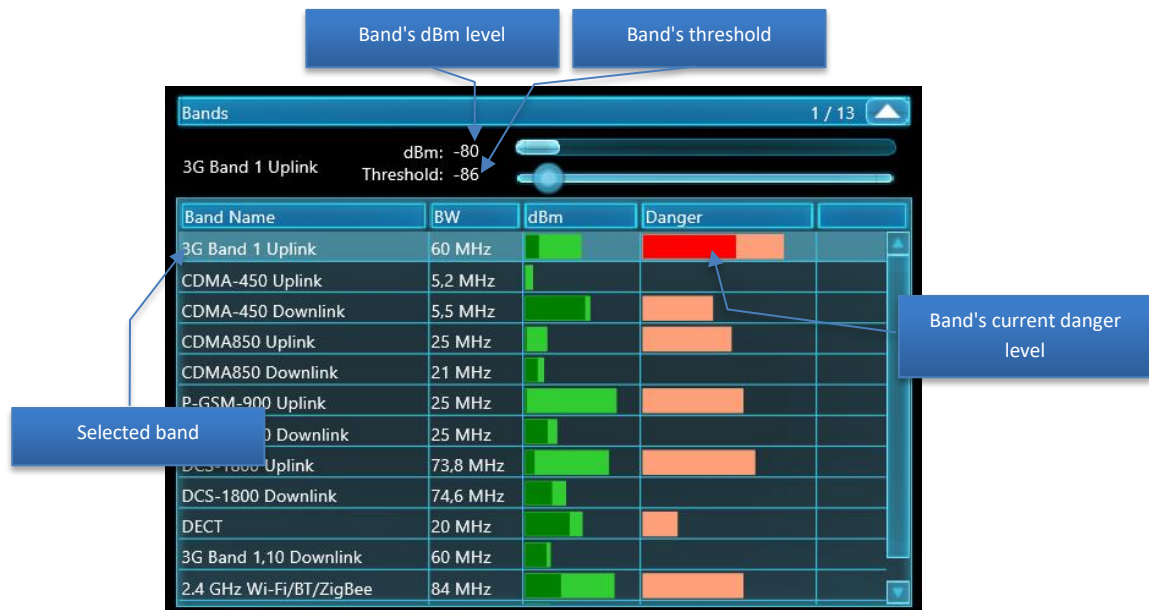 Band's dBm level
Band's threshold
Bands
1 / 13
3G Band 1 Uplink
dBm: -80
Threshold: -86
Band Name BW dBm Danger
3G Band 1 Uplink 60 MHz
CDMA-450 Uplink 5,2 MHz
CDMA-450 Downlink 5,5 MHz
CDMA850 Uplink 25 MHz
CDMA850 Downlink 21 MHz
P-GSM-900 Uplink 25 MHz
Downlink 25 MHz
DCS-1800 Uplink 73,8 MHz
DCS-1800 Downlink 74,6 MHz
DECT 20 MHz
3G Band 1,10 Downlink 60 MHz
2.4 GHz Wi-Fi/BT/ZigBee 84 MHz
Band's current danger
level
Selected band